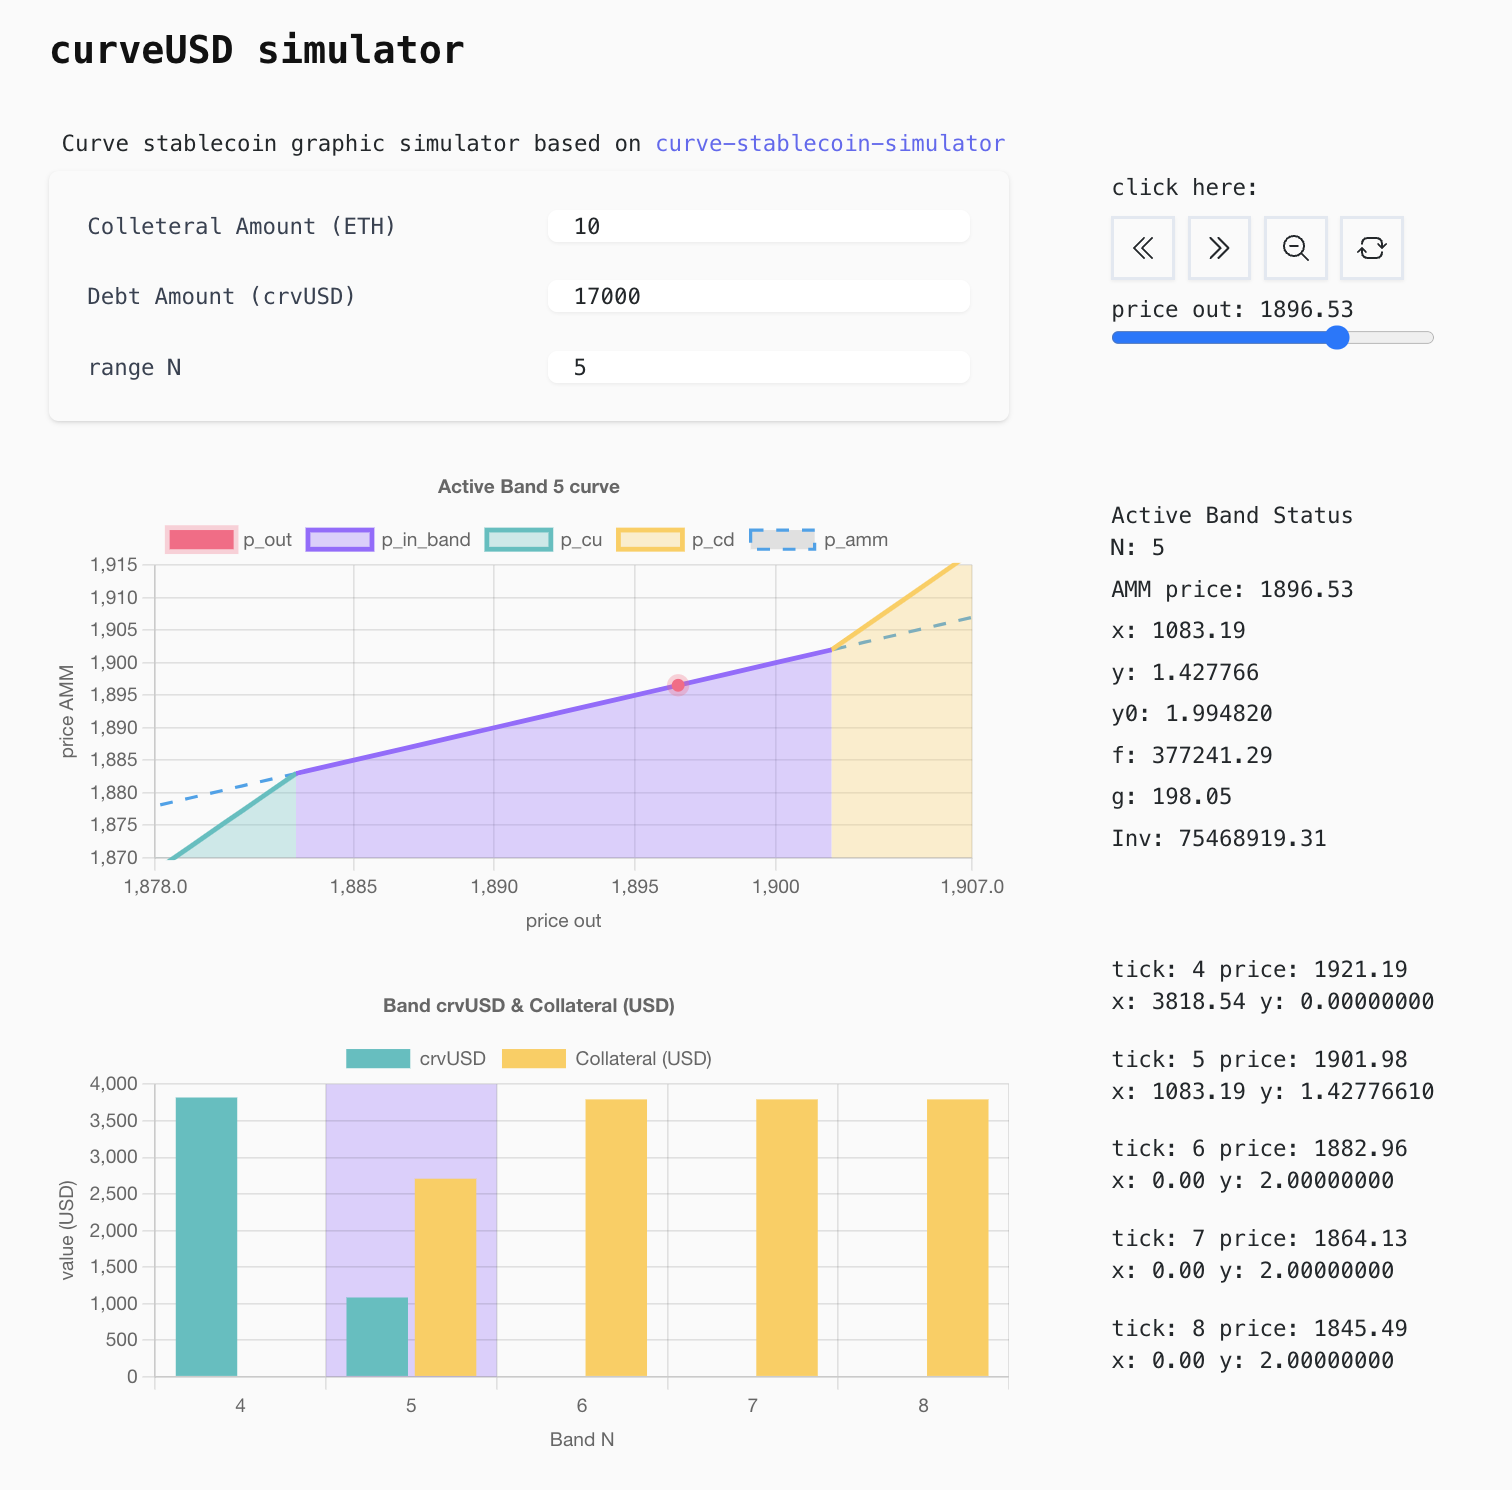 curveUSD simulator
Curve stablecoin graphic simulator based on curve-stablecoin-simulator
Colleteral Amount (ETH) 10
Debt Amount (crvUSD) 17000
range N 5
click here:
price out: 1896.53
Active Band 5 curve
p_out p_in_band p_cu p_cd p_amm
price AMM
1,915
1,910
1,905
1,900
1,895
1,890
1,885
1,880
1,875
1,870
1,878.0 1,885 1,890 1,895 1,900 1,907.0
price out
Active Band Status
N: 5
AMM price: 1896.53
x: 1083.19
y: 1.427766
y0: 1.994820
f: 377241.29
g: 198.05
Inv: 75468919.31
Band crvUSD & Collateral (USD)
crvUSD Collateral (USD)
value (USD)
4,000
3,500
3,000
2,500
2,000
1,500
1,000
500
0
4 5 6 7 8
Band N
tick: 4 price: 1921.19
x: 3818.54 y: 0.00000000
tick: 5 price: 1901.98
x: 1083.19 y: 1.42776610
tick: 6 price: 1882.96
x: 0.00 y: 2.00000000
tick: 7 price: 1864.13
x: 0.00 y: 2.00000000
tick: 8 price: 1845.49
x: 0.00 y: 2.00000000